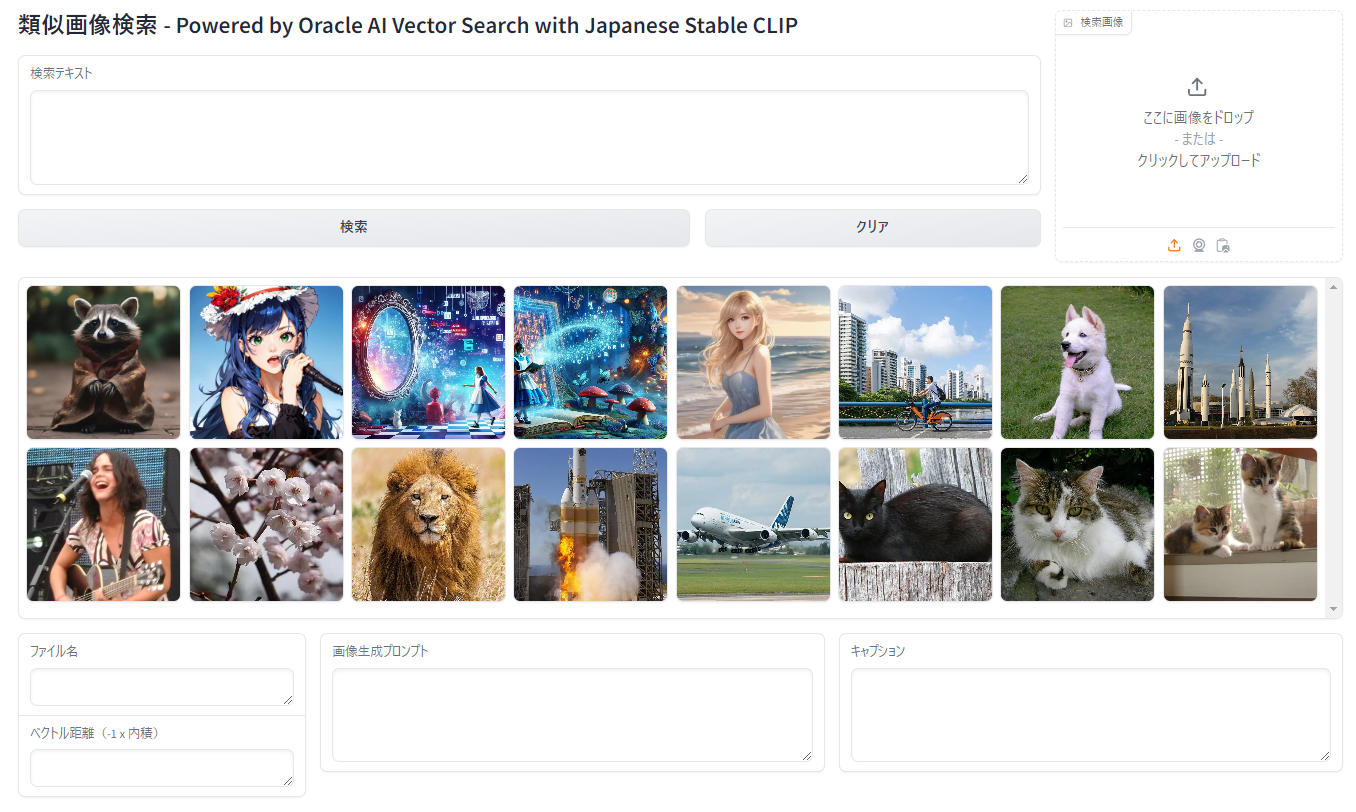 類似画像検索 - Powered by Oracle AI Vector Search with Japanese Stable CLIP
検索テキスト
検索
クリア
検索画像
ここに画像をドロップ
- または -
クリックしてアップロード
ファイル名
ベクトル距離（-1 x 内積）
画像生成プロンプト
キャプション